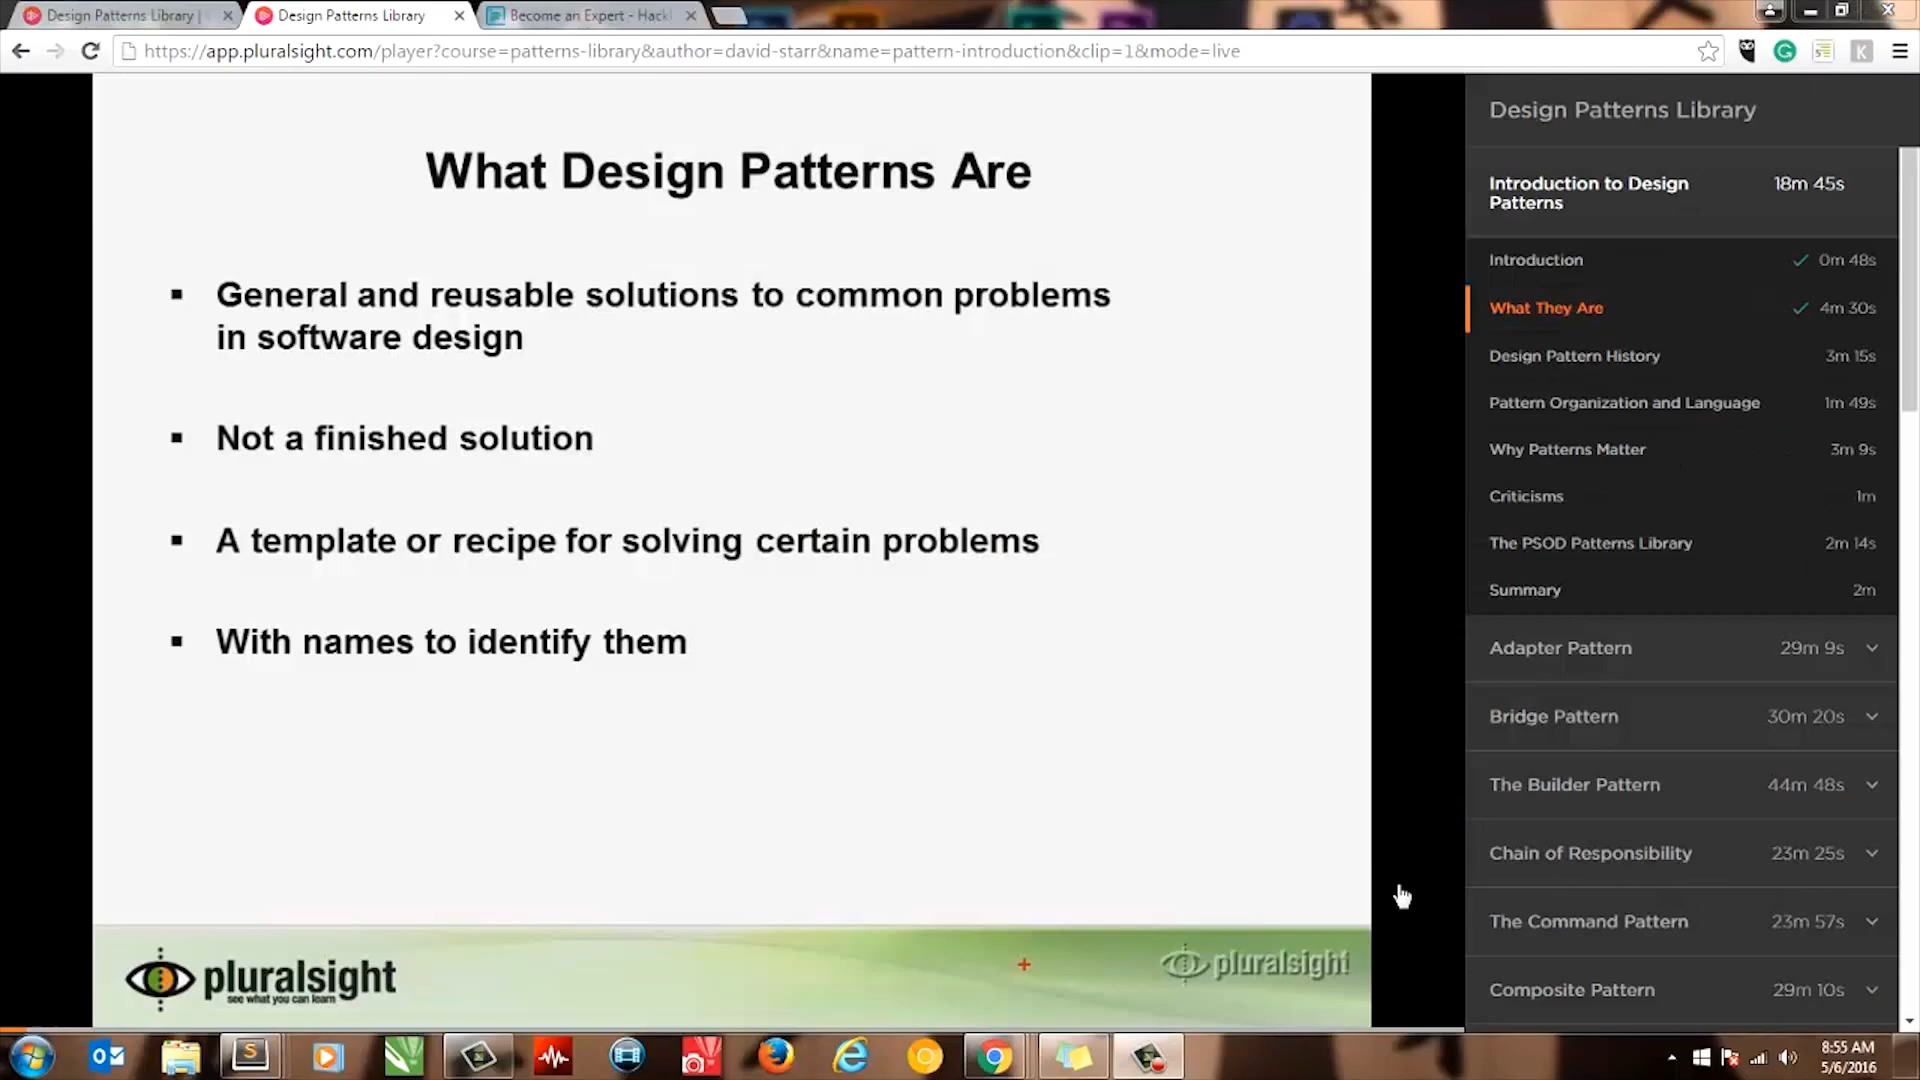 Design Patterns Library |
Design Patterns Library
Become an Expert - Hack
https://app.pluralsight.com/player?course=patterns-library&author=david-starr&name=pattern-introduction&clip=1&mode=live
What Design Patterns Are
General and reusable solutions to common problems
in software design
Not a finished solution
A template or recipe for solving certain problems
With names to identify them
pluralsight
see what you can learn
pluralsight
Design Patterns Library
Introduction to Design 18m 45s
Patterns
Introduction 0m 48s
What They Are 4m 30s
Design Pattern History 3m 15s
Pattern Organization and Language 1m 49s
Why Patterns Matter 3m 9s
Criticisms 1m
The PSOD Patterns Library 2m 14s
Summary 2m
Adapter Pattern 29m 9s
Bridge Pattern 30m 20s
The Builder Pattern 44m 48s
Chain of Responsibility 23m 25s
The Command Pattern 23m 57s
Composite Pattern 29m 10s
8:55 AM
5/6/2016